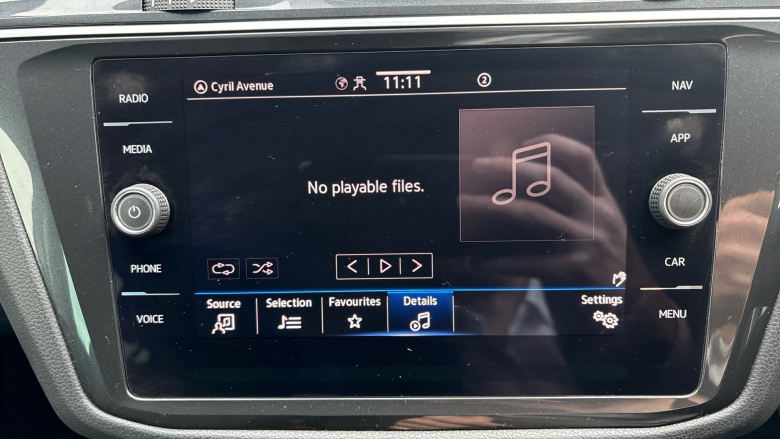 Cyril Avenue
11:11
2
RADIO
MEDIA
PHONE
VOICE
No playable files.
NAV
APP
CAR
MENU
Source
Selection
Favourites
Details
Settings